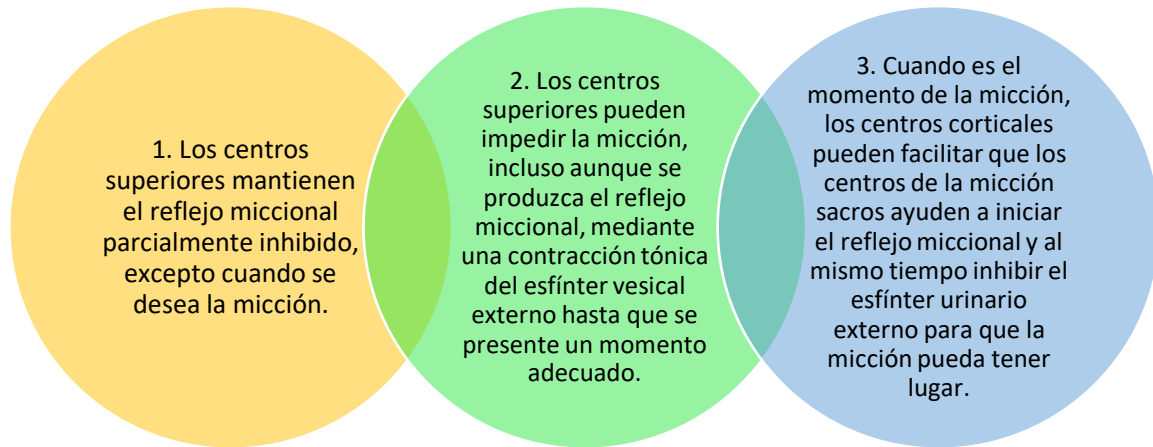 1. Los centros
superiores mantienen
el reflejo miccional
parcialmente inhibido,
excepto cuando se
desea la micción.
2. Los centros
superiores pueden
impedir la micción,
incluso aunque se
produzca el reflejo
miccional, mediante
una contracción tónica
del esfínter vesical
externo hasta que se
presente un momento
adecuado.
3. Cuando es el
momento de la micción,
los centros corticales
pueden facilitar que los
centros de la micción
sacros ayuden a iniciar
el reflejo miccional y al
mismo tiempo inhibir el
esfínter urinario
externo para que la
micción pueda tener
lugar.